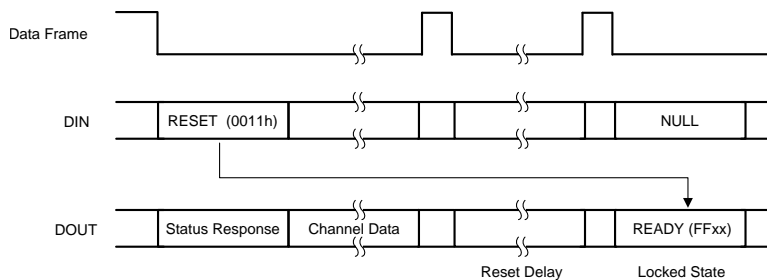 Data Frame
DIN
RESET (0011h)
NULL
DOUT
Status Response
Channel Data
READY (FFxx)
Reset Delay
Locked State